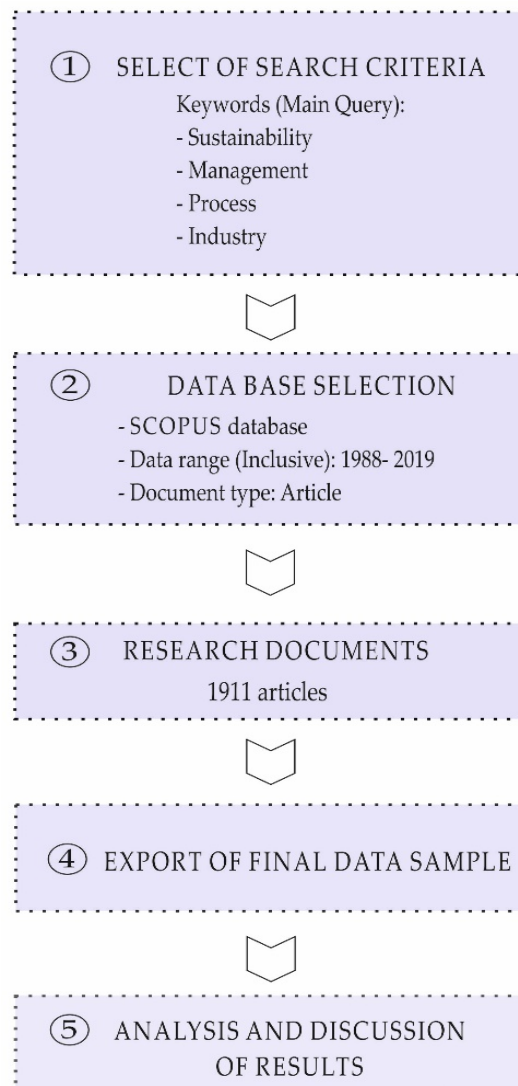 ① SELECT OF SEARCH CRITERIA
Keywords (Main Query):
- Sustainability
- Management
- Process
- Industry
② DATA BASE SELECTION
- SCOPUS database
- Data range (Inclusive): 1988- 2019
- Document type: Article
③ RESEARCH DOCUMENTS
1911 articles
④ EXPORT OF FINAL DATA SAMPLE
⑤ ANALYSIS AND DISCUSSION
OF RESULTS